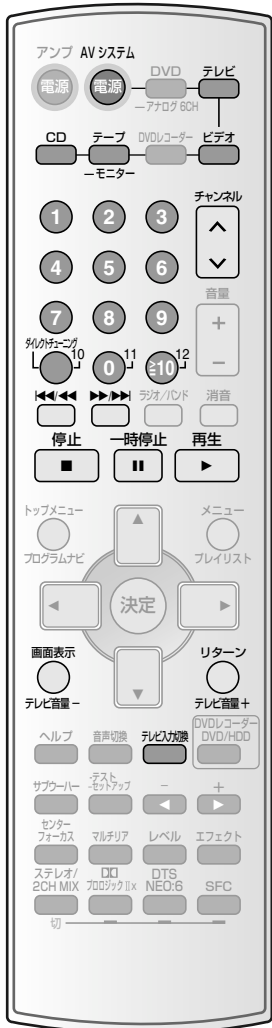 アンプ AVシステム
電源 電源 DVD テレビ
－アナログ 6CH
CD テープ DVDレコーダー ビデオ
－モニター
チャンネル
1 2 3
4 5 6
音量
7 8 9 ＋
ダイレクトチューニング 10 0 11 ≧10 12 －
⏮/◀◀ ▶▶/⏭ ラジオ/バンド 消音
停止 一時停止 再生
■ ⏸ ▶
トップメニュー ▲ メニュー
プログラムナビ プレイリスト
◀ 決定 ▶
画面表示 リターン
テレビ音量－ ▼ テレビ音量＋
ヘルプ 音声切換 テレビ入力切換 DVDレコーダー
DVD/HDD
サブウーハー -テスト
-セットアップ － ＋
◀ ▶
センター
フォーカス マルチリア レベル エフェクト
ステレオ/
2CH MIX プロロジックⅡx DTS
NEO:6 SFC
切